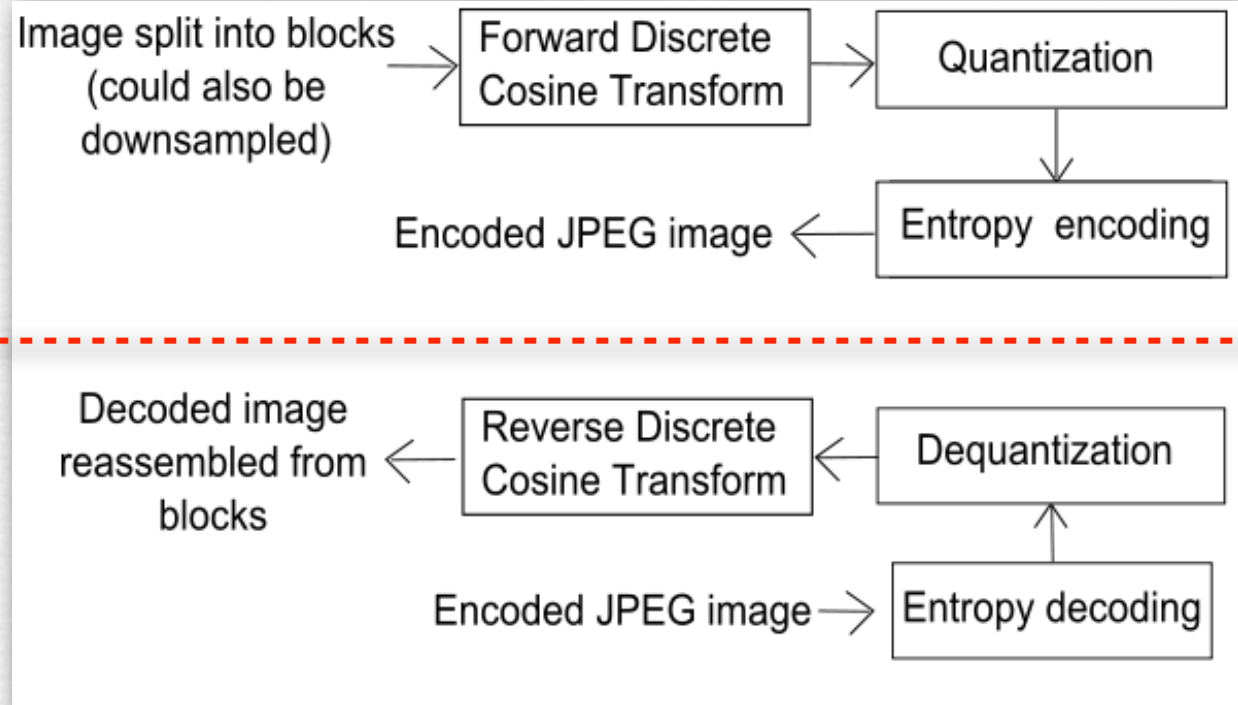 Image split into blocks
(could also be
downsampled)
Forward Discrete
Cosine Transform
Quantization
Entropy encoding
Encoded JPEG image
Decoded image
reassembled from
blocks
Reverse Discrete
Cosine Transform
Dequantization
Encoded JPEG image
Entropy decoding